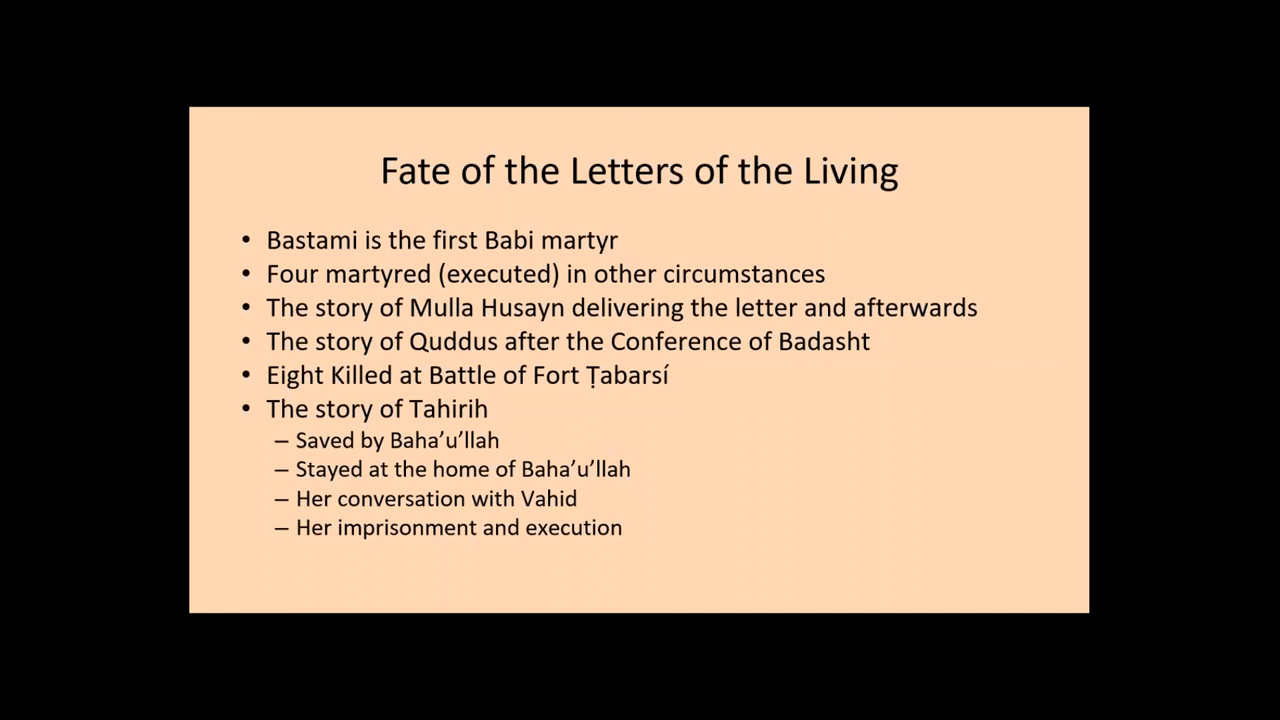 Fate of the Letters of the Living
• Bastami is the first Babi martyr
• Four martyred (executed) in other circumstances
• The story of Mulla Husayn delivering the letter and afterwards
• The story of Quddus after the Conference of Badasht
• Eight Killed at Battle of Fort Ṭabarsí
• The story of Tahirih
– Saved by Baha’u’llah
– Stayed at the home of Baha’u’llah
– Her conversation with Vahid
– Her imprisonment and execution